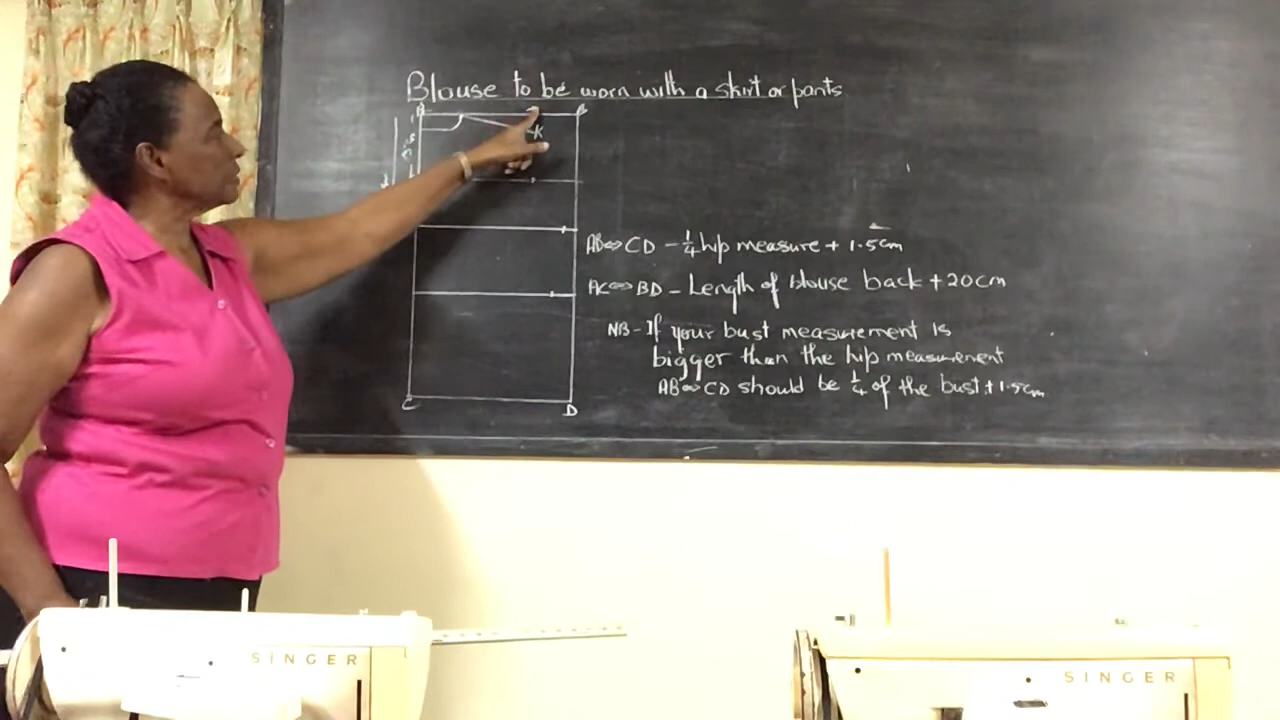 Blouse to be worn with a skirt or pants
A B
K
AB⇔CD - 1/4 hip measure + 1.5cm
AC⇔BD - Length of blouse back + 20cm
NB - If your bust measurement is
bigger than the hip measurement
AB⇔CD should be 1/4 of the bust + 1.5cm
C D
SINGER
SINGER